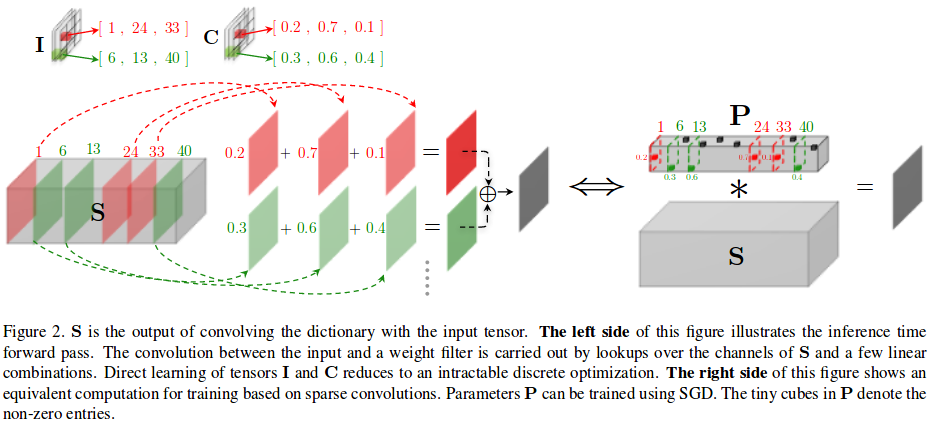 I [ 1 , 24 , 33 ] [ 6 , 13 , 40 ]
C [ 0.2 , 0.7 , 0.1 ] [ 0.3 , 0.6 , 0.4 ]
1 6 13 24 33 40
S
0.2 + 0.7 + 0.1 =
0.3 + 0.6 + 0.4 =
⊕
⟺
P
1 6 13 24 33 40
0.2 0.7 0.1
0.3 0.6 0.4
*
S
=
Figure 2. S is the output of convolving the dictionary with the input tensor. The left side of this figure illustrates the inference time
forward pass. The convolution between the input and a weight filter is carried out by lookups over the channels of S and a few linear
combinations. Direct learning of tensors I and C reduces to an intractable discrete optimization. The right side of this figure shows an
equivalent computation for training based on sparse convolutions. Parameters P can be trained using SGD. The tiny cubes in P denote the
non-zero entries.